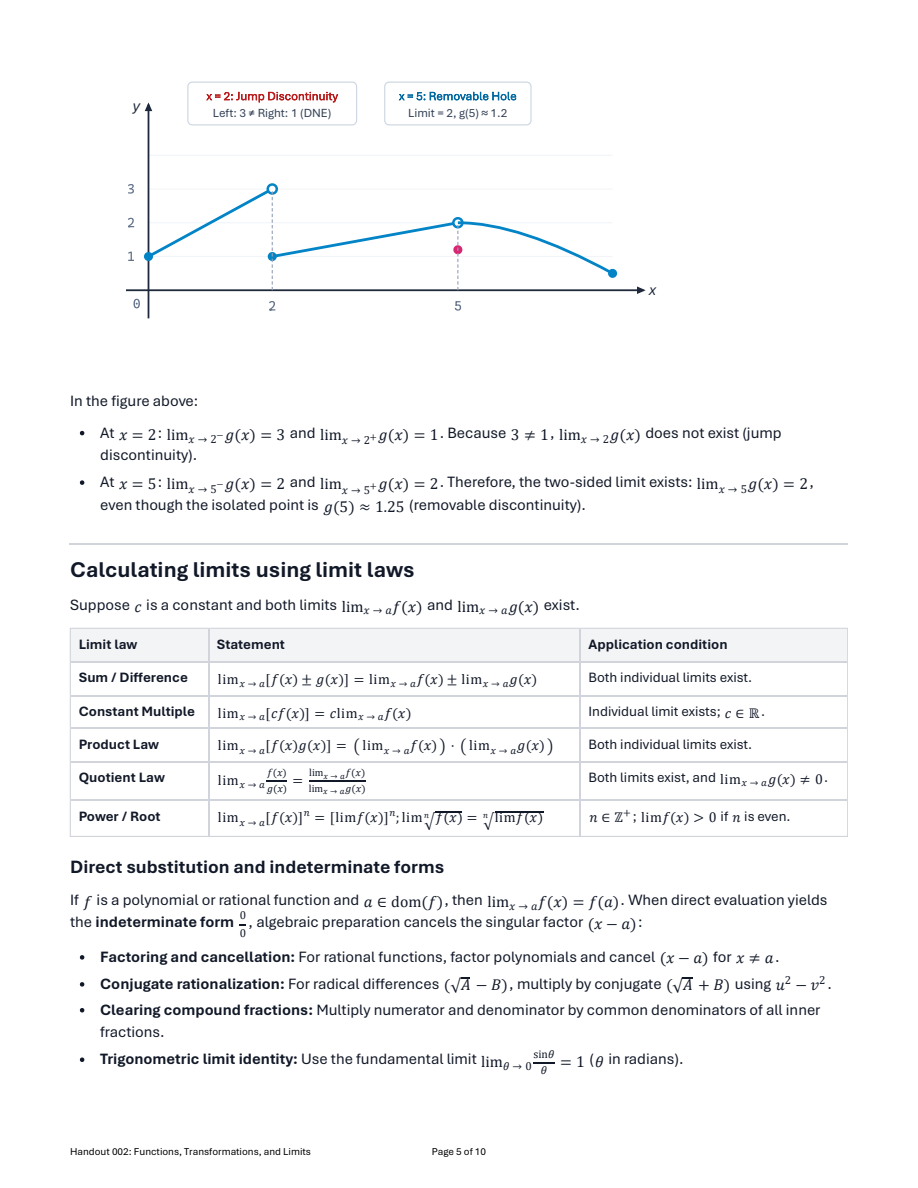 x = 2: Jump Discontinuity
Left: 3 ≠ Right: 1 (DNE)
x = 5: Removable Hole
Limit = 2, g(5) ≈ 1.2
y
3
2
1
0
2
5
x
In the figure above:
• At x = 2: lim_{x → 2⁻} g(x) = 3 and lim_{x → 2⁺} g(x) = 1. Because 3 ≠ 1, lim_{x → 2} g(x) does not exist (jump
discontinuity).
• At x = 5: lim_{x → 5⁻} g(x) = 2 and lim_{x → 5⁺} g(x) = 2. Therefore, the two-sided limit exists: lim_{x → 5} g(x) = 2,
even though the isolated point is g(5) ≈ 1.25 (removable discontinuity).
Calculating limits using limit laws
Suppose c is a constant and both limits lim_{x → a} f(x) and lim_{x → a} g(x) exist.
Limit law Statement Application condition
Sum / Difference lim_{x → a}[f(x) ± g(x)] = lim_{x → a} f(x) ± lim_{x → a} g(x) Both individual limits exist.
Constant Multiple lim_{x → a}[cf(x)] = clim_{x → a} f(x) Individual limit exists; c ∈ ℝ.
Product Law lim_{x → a}[f(x)g(x)] = (lim_{x → a} f(x)) · (lim_{x → a} g(x)) Both individual limits exist.
Quotient Law lim_{x → a} f(x)/g(x) = lim_{x → a} f(x)/lim_{x → a} g(x) Both limits exist, and lim_{x → a} g(x) ≠ 0.
Power / Root lim_{x → a}[f(x)]ⁿ = [limf(x)]ⁿ; lim ⁿ√f(x) = ⁿ√limf(x) n ∈ ℤ⁺; limf(x) > 0 if n is even.
Direct substitution and indeterminate forms
If f is a polynomial or rational function and a ∈ dom(f), then lim_{x → a} f(x) = f(a). When direct evaluation yields
the indeterminate form 0/0, algebraic preparation cancels the singular factor (x − a):
• Factoring and cancellation: For rational functions, factor polynomials and cancel (x − a) for x ≠ a.
• Conjugate rationalization: For radical differences (√A − B), multiply by conjugate (√A + B) using u² − v².
• Clearing compound fractions: Multiply numerator and denominator by common denominators of all inner
fractions.
• Trigonometric limit identity: Use the fundamental limit lim_{θ → 0} sinθ/θ = 1 (θ in radians).
Handout 002: Functions, Transformations, and Limits Page 5 of 10